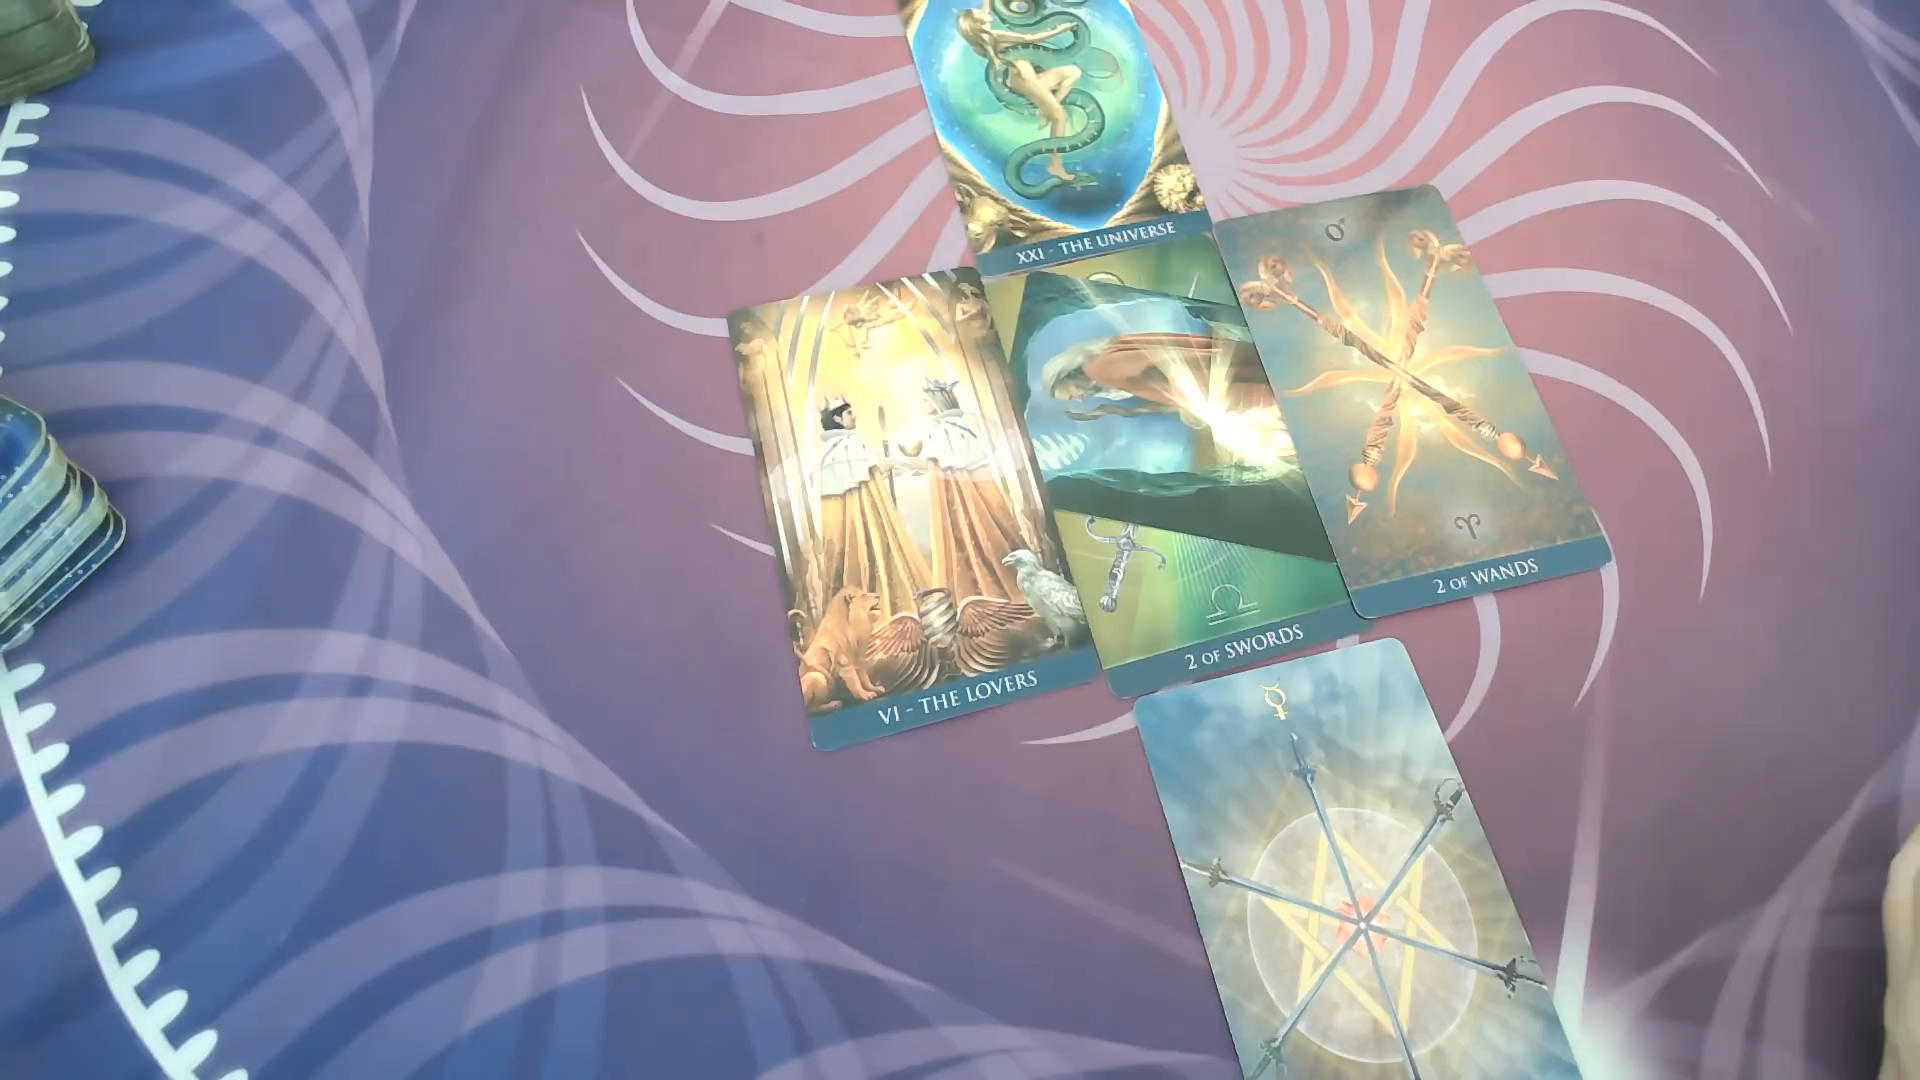 XXI - THE UNIVERSE
VI - THE LOVERS
2 OF SWORDS
2 OF WANDS